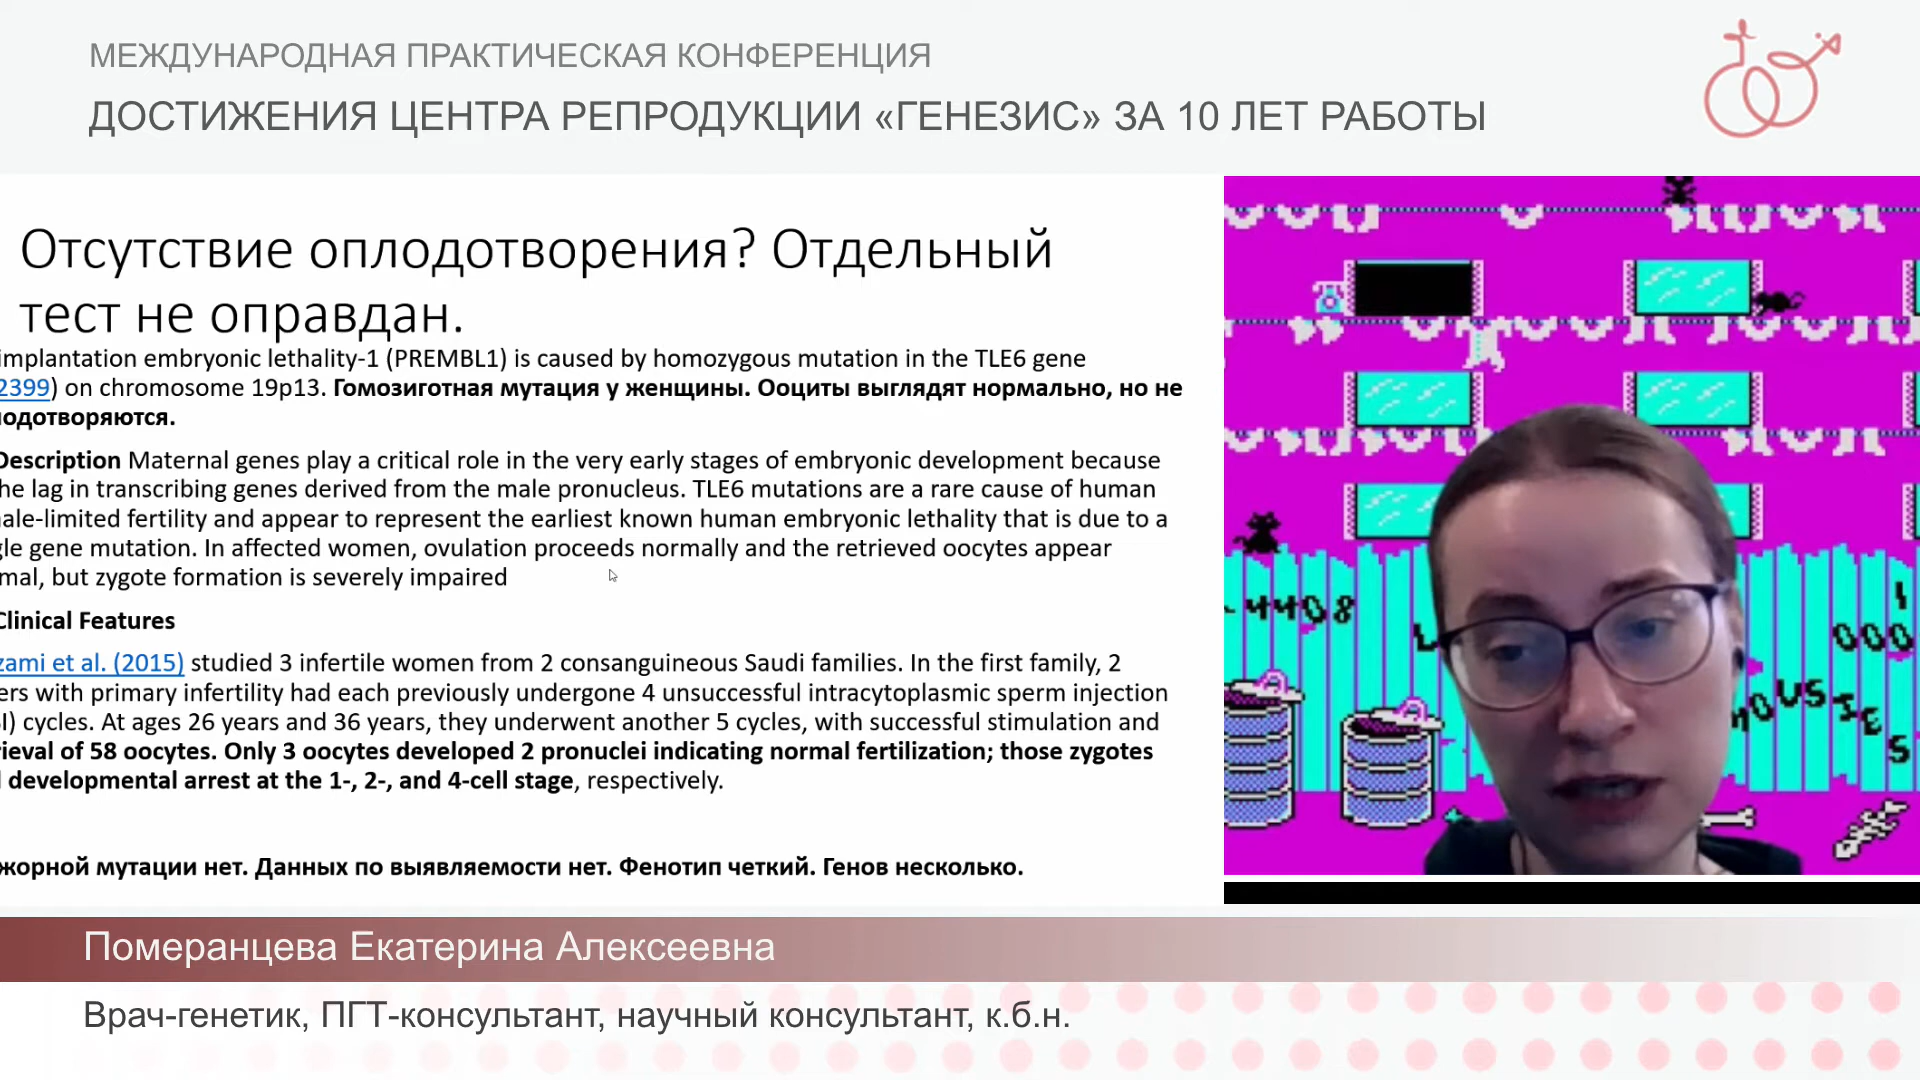 МЕЖДУНАРОДНАЯ ПРАКТИЧЕСКАЯ КОНФЕРЕНЦИЯ
ДОСТИЖЕНИЯ ЦЕНТРА РЕПРОДУКЦИИ «ГЕНЕЗИС» ЗА 10 ЛЕТ РАБОТЫ
Отсутствие оплодотворения? Отдельный
тест не оправдан.
implantation embryonic lethality-1 (PREMBL1) is caused by homozygous mutation in the TLE6 gene
2399) on chromosome 19p13. Гомозиготная мутация у женщины. Ооциты выглядят нормально, но не
лодотворяются.
Description Maternal genes play a critical role in the very early stages of embryonic development because
he lag in transcribing genes derived from the male pronucleus. TLE6 mutations are a rare cause of human
ale-limited fertility and appear to represent the earliest known human embryonic lethality that is due to a
gle gene mutation. In affected women, ovulation proceeds normally and the retrieved oocytes appear
mal, but zygote formation is severely impaired
Clinical Features
zami et al. (2015) studied 3 infertile women from 2 consanguineous Saudi families. In the first family, 2
ers with primary infertility had each previously undergone 4 unsuccessful intracytoplasmic sperm injection
SI) cycles. At ages 26 years and 36 years, they underwent another 5 cycles, with successful stimulation and
rieval of 58 oocytes. Only 3 oocytes developed 2 pronuclei indicating normal fertilization; those zygotes
developmental arrest at the 1-, 2-, and 4-cell stage, respectively.
жорной мутации нет. Данных по выявляемости нет. Фенотип четкий. Генов несколько.
4408
000
Померанцева Екатерина Алексеевна
Врач-генетик, ПГТ-консультант, научный консультант, к.б.н.